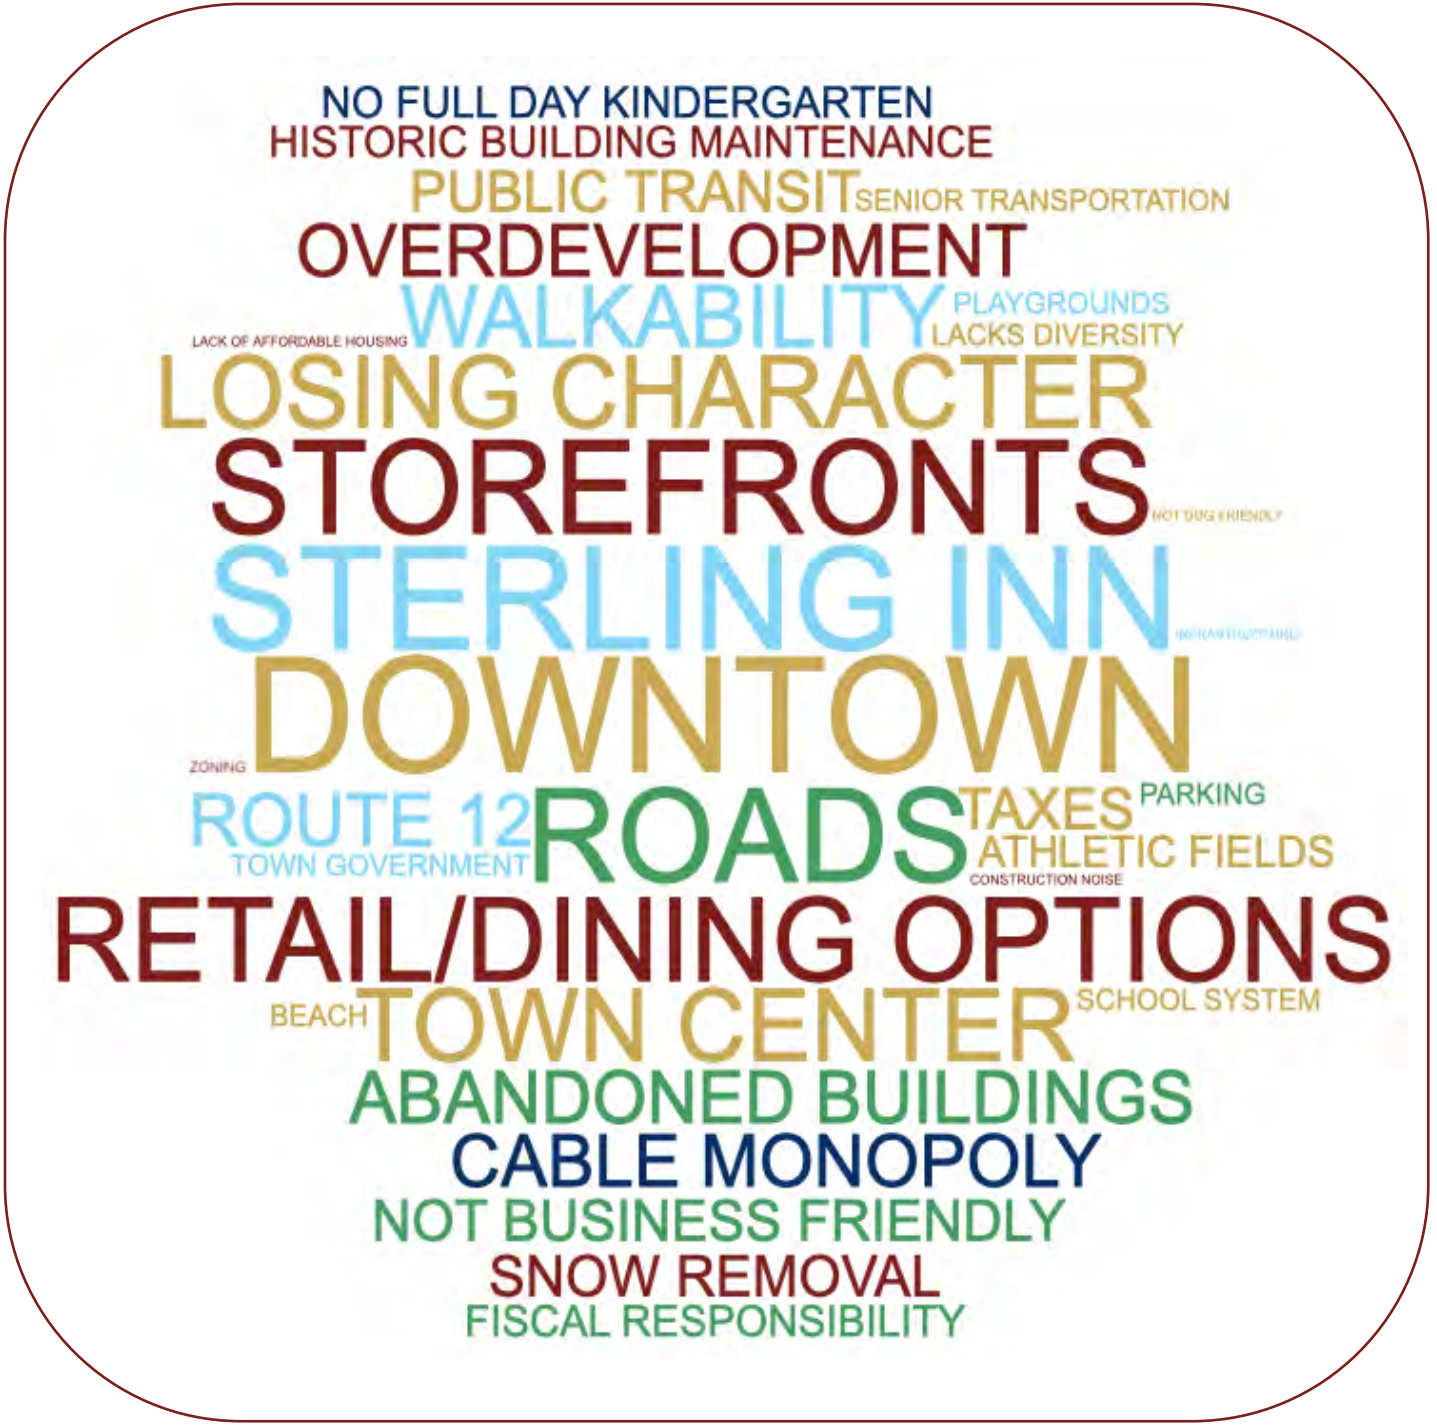 NO FULL DAY KINDERGARTEN
HISTORIC BUILDING MAINTENANCE
PUBLIC TRANSIT SENIOR TRANSPORTATION
OVERDEVELOPMENT
WALKABILITY PLAYGROUNDS
LACK OF AFFORDABLE HOUSING LACKS DIVERSITY
LOSING CHARACTER
STOREFRONTS
NOT DOG FRIENDLY
STERLING INN
INFRASTRUCTURE
DOWNTOWN
ZONING
ROUTE 12 ROADS TAXES PARKING
TOWN GOVERNMENT ATHLETIC FIELDS
CONSTRUCTION NOISE
RETAIL/DINING OPTIONS
BEACH TOWN CENTER SCHOOL SYSTEM
ABANDONED BUILDINGS
CABLE MONOPOLY
NOT BUSINESS FRIENDLY
SNOW REMOVAL
FISCAL RESPONSIBILITY